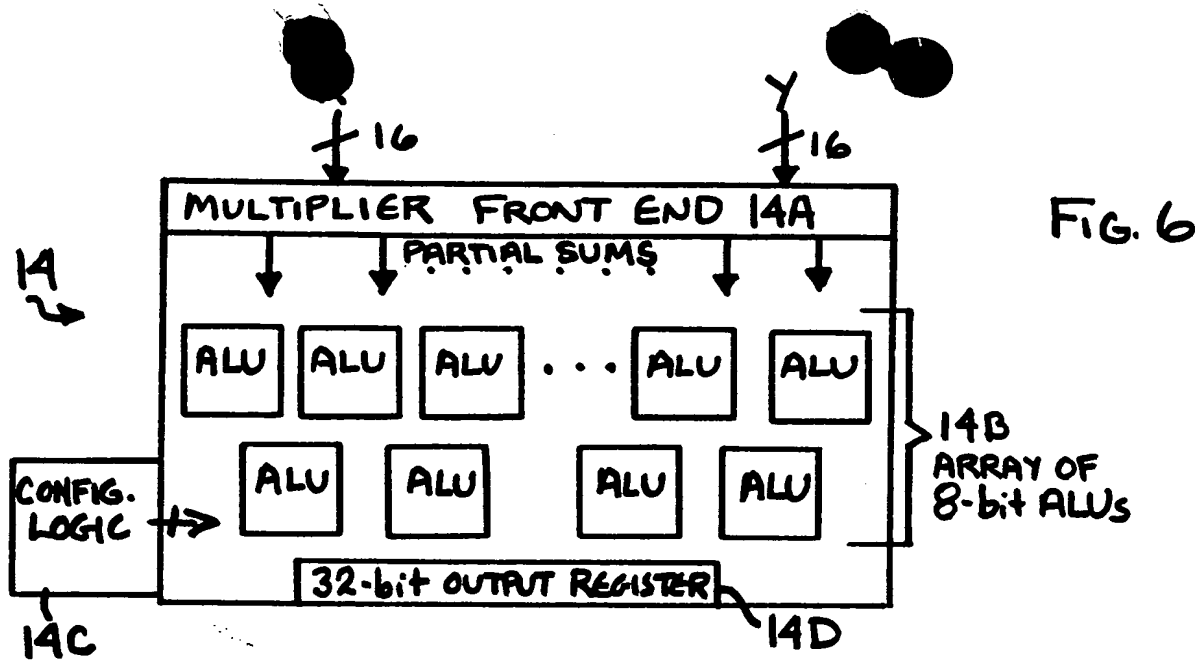 Y
16
16
MULTIPLIER FRONT END 14A
FIG. 6
PARTIAL SUMS
14
ALU ALU ALU . . . ALU ALU
14B
ARRAY OF
8-bit ALUs
ALU ALU ALU ALU
CONFIG.
LOGIC
32-bit OUTPUT REGISTER
14C
14D